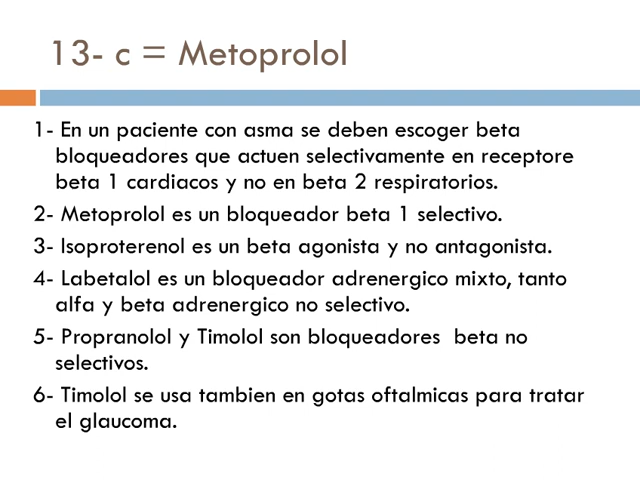 13- c = Metoprolol
1- En un paciente con asma se deben escoger beta
bloqueadores que actuen selectivamente en receptore
beta 1 cardiacos y no en beta 2 respiratorios.
2- Metoprolol es un bloqueador beta 1 selectivo.
3- Isoproterenol es un beta agonista y no antagonista.
4- Labetalol es un bloqueador adrenergico mixto, tanto
alfa y beta adrenergico no selectivo.
5- Propranolol y Timolol son bloqueadores  beta no
selectivos.
6- Timolol se usa tambien en gotas oftalmicas para tratar
el glaucoma.